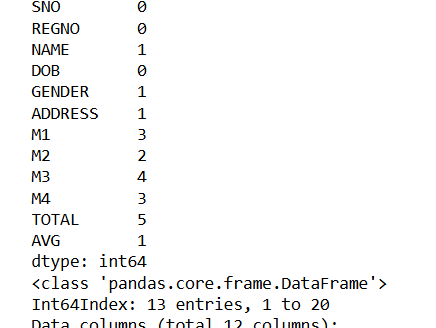 SNO 0
REGNO 0
NAME 1
DOB 0
GENDER 1
ADDRESS 1
M1 3
M2 2
M3 4
M4 3
TOTAL 5
AVG 1
dtype: int64
<class 'pandas.core.frame.DataFrame'>
Int64Index: 13 entries, 1 to 20
Data columns (total 12 columns):